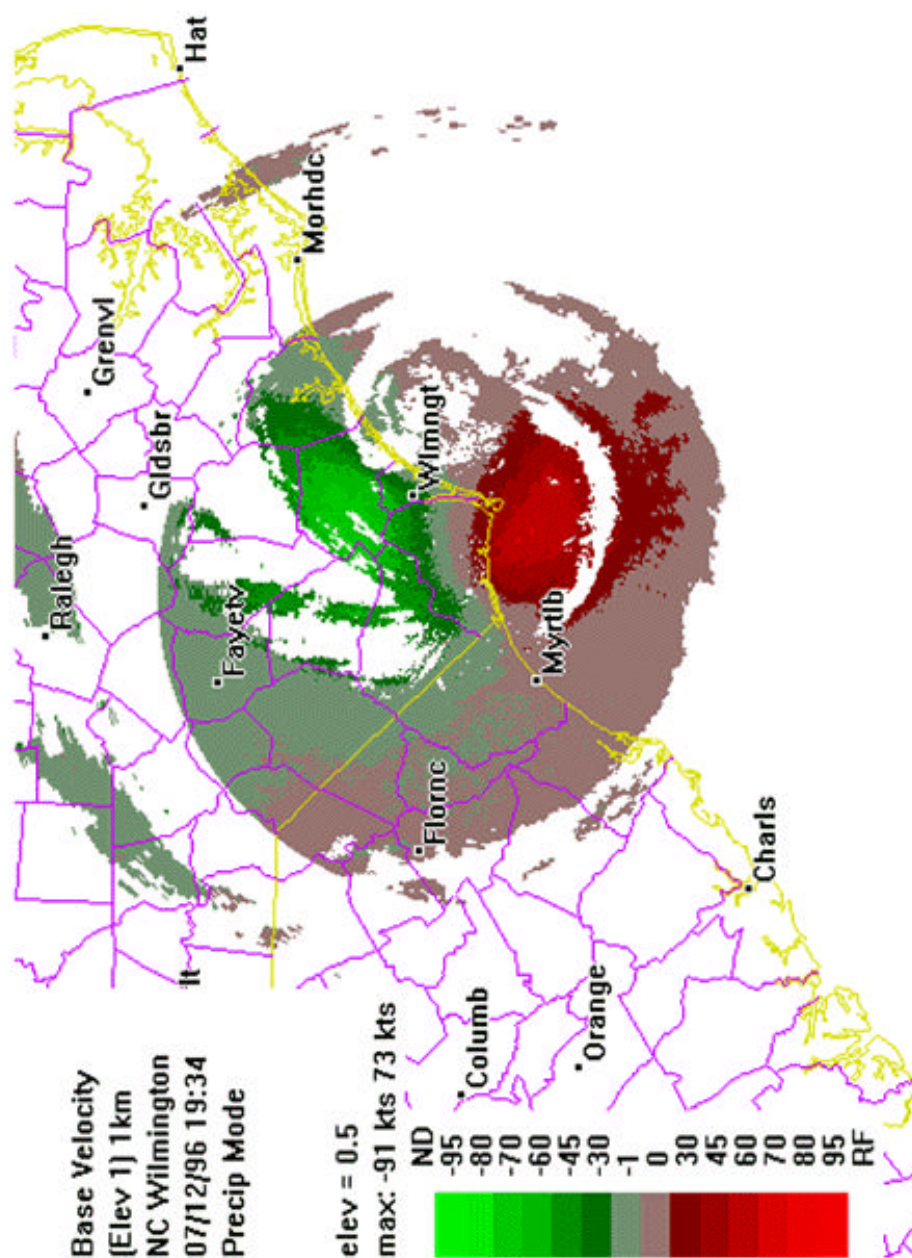 Base Velocity
(Elev 1) 1km
NC Wilmington
07/12/96 19:34
Precip Mode
elev = 0.5
max: -91 kts 73 kts
ND
-95
-80
-70
-60
-45
-30
-1
0
30
45
60
70
80
95
RF
Hat
Morhdc
Grenvl
Gldsbr
Wlmngt
Ralegh
Fayetv
Myrtlb
Flornc
Charls
lt
Columb
Orange